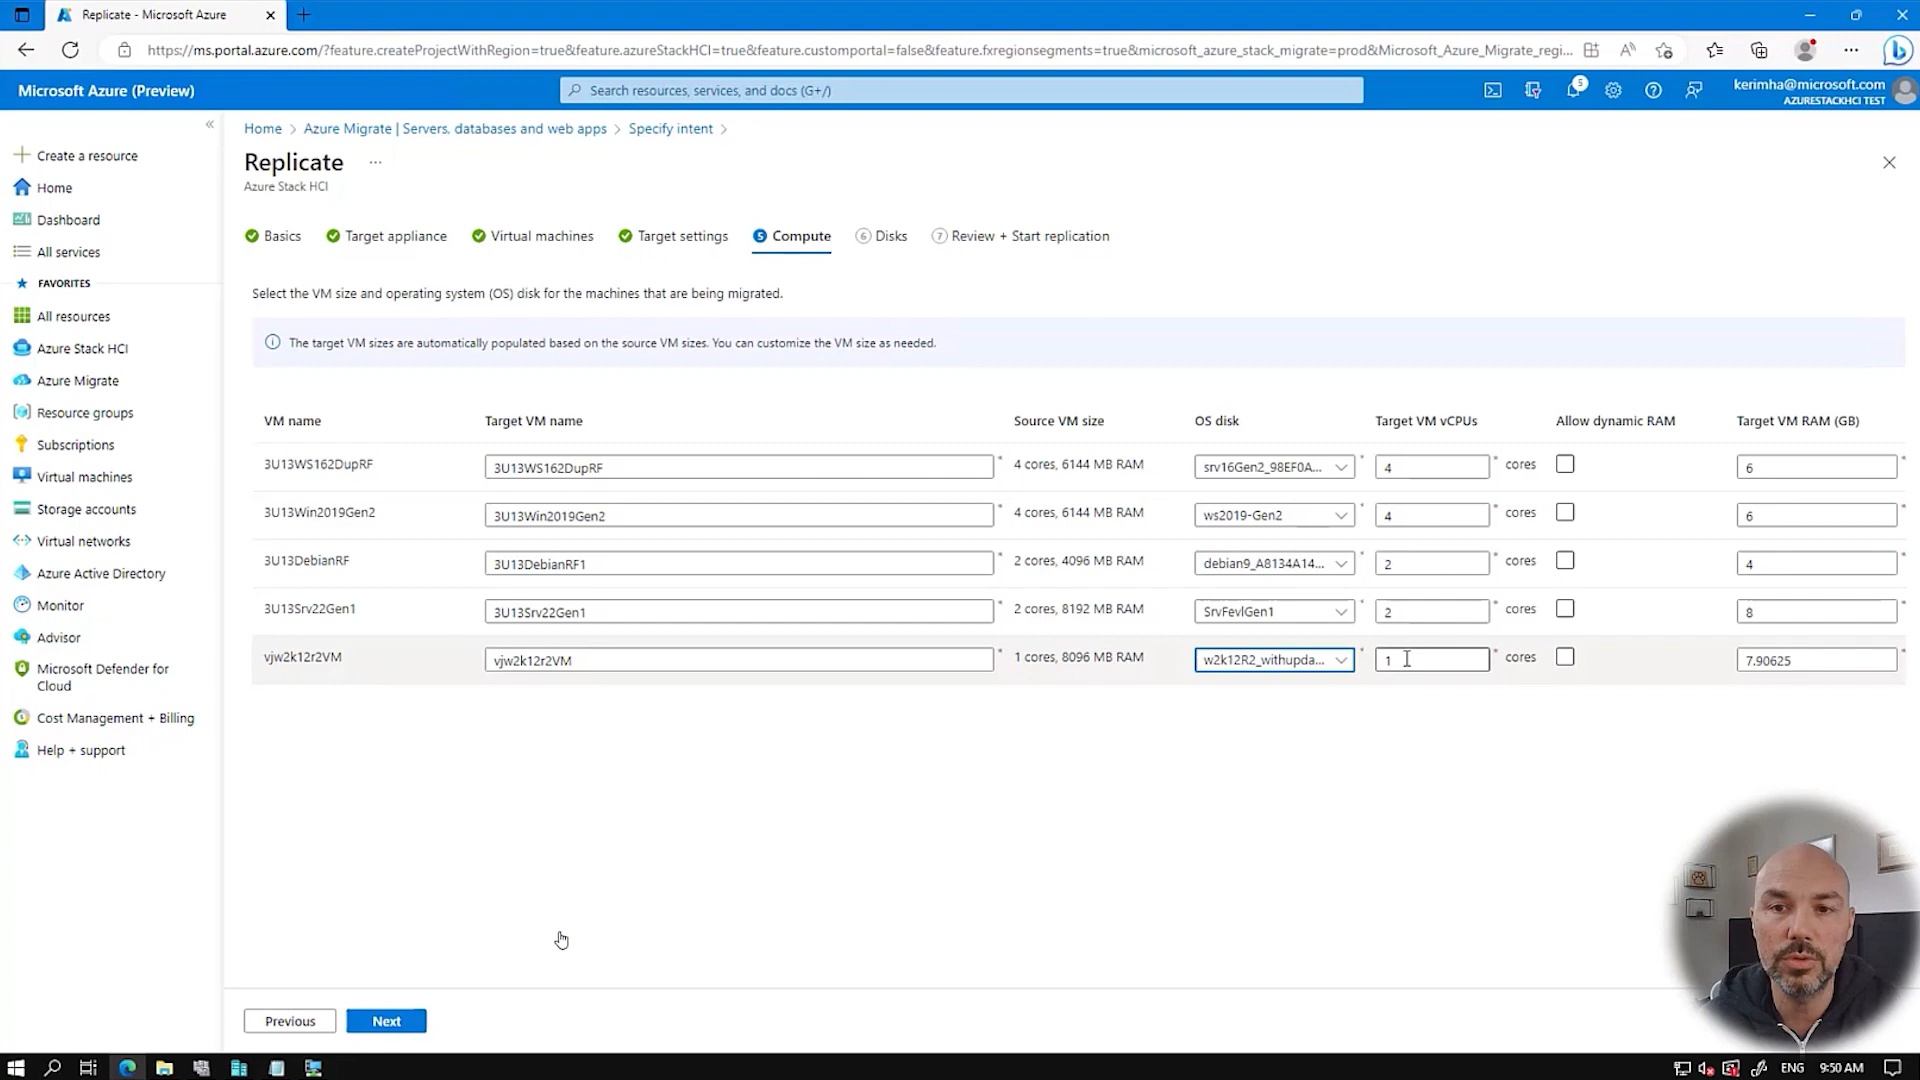 Replicate - Microsoft Azure
https://ms.portal.azure.com/?feature.createProjectWithRegion=true&feature.azureStackHCI=true&feature.customportal=false&feature.fxregionsegments=true&microsoft_azure_stack_migrate=prod&Microsoft_Azure_Migrate_regi...
Microsoft Azure (Preview)
Search resources, services, and docs (G+/)
5
kerimha@microsoft.com
AZURESTACKHCI TEST
Create a resource
Home
Dashboard
All services
FAVORITES
All resources
Azure Stack HCI
Azure Migrate
Resource groups
Subscriptions
Virtual machines
Storage accounts
Virtual networks
Azure Active Directory
Monitor
Advisor
Microsoft Defender for
Cloud
Cost Management + Billing
Help + support
Home > Azure Migrate | Servers, databases and web apps > Specify intent >
Replicate ...
Azure Stack HCI
Basics Target appliance Virtual machines Target settings 5 Compute 6 Disks 7 Review + Start replication
Select the VM size and operating system (OS) disk for the machines that are being migrated.
The target VM sizes are automatically populated based on the source VM sizes. You can customize the VM size as needed.
VM name Target VM name Source VM size OS disk Target VM vCPUs Allow dynamic RAM Target VM RAM (GB)
3U13WS162DupRF 3U13WS162DupRF * 4 cores, 6144 MB RAM srv16Gen2_98EF0A... * 4 * cores 6 *
3U13Win2019Gen2 3U13Win2019Gen2 * 4 cores, 6144 MB RAM ws2019-Gen2 * 4 * cores 6 *
3U13DebianRF 3U13DebianRF1 * 2 cores, 4096 MB RAM debian9_A8134A14... * 2 * cores 4 *
3U13Srv22Gen1 3U13Srv22Gen1 * 2 cores, 8192 MB RAM SrvFevlGen1 * 2 * cores 8 *
vjw2k12r2VM vjw2k12r2VM * 1 cores, 8096 MB RAM w2k12R2_withupda... * 1 * cores 7.90625 *
Previous Next
ENG 9:50 AM